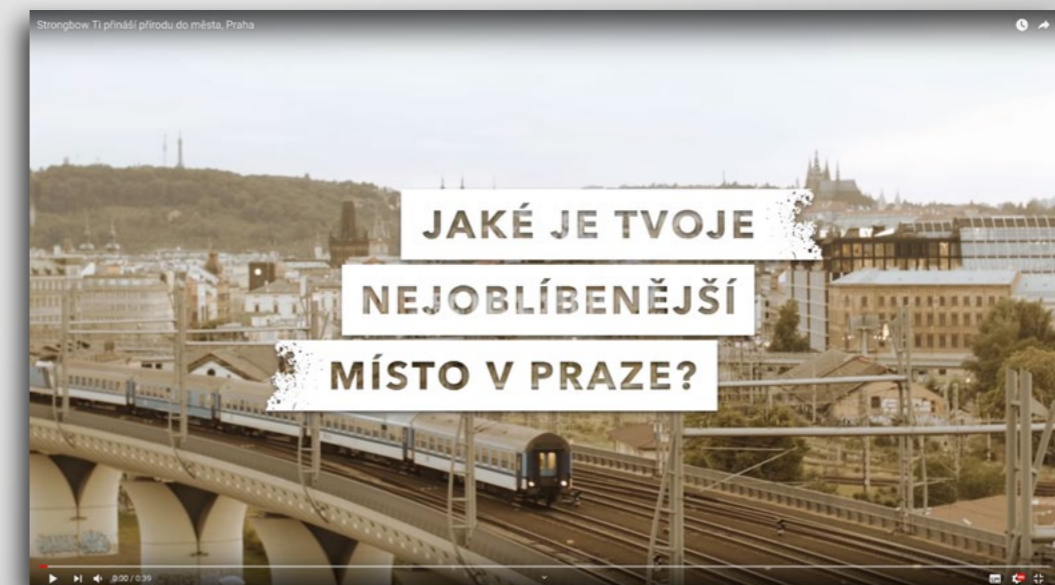 Strongbow Ti přináší přírodu do města, Praha
JAKÉ JE TVOJE
NEJOBLÍBENĚJŠÍ
MÍSTO V PRAZE?
0:00 / 0:39